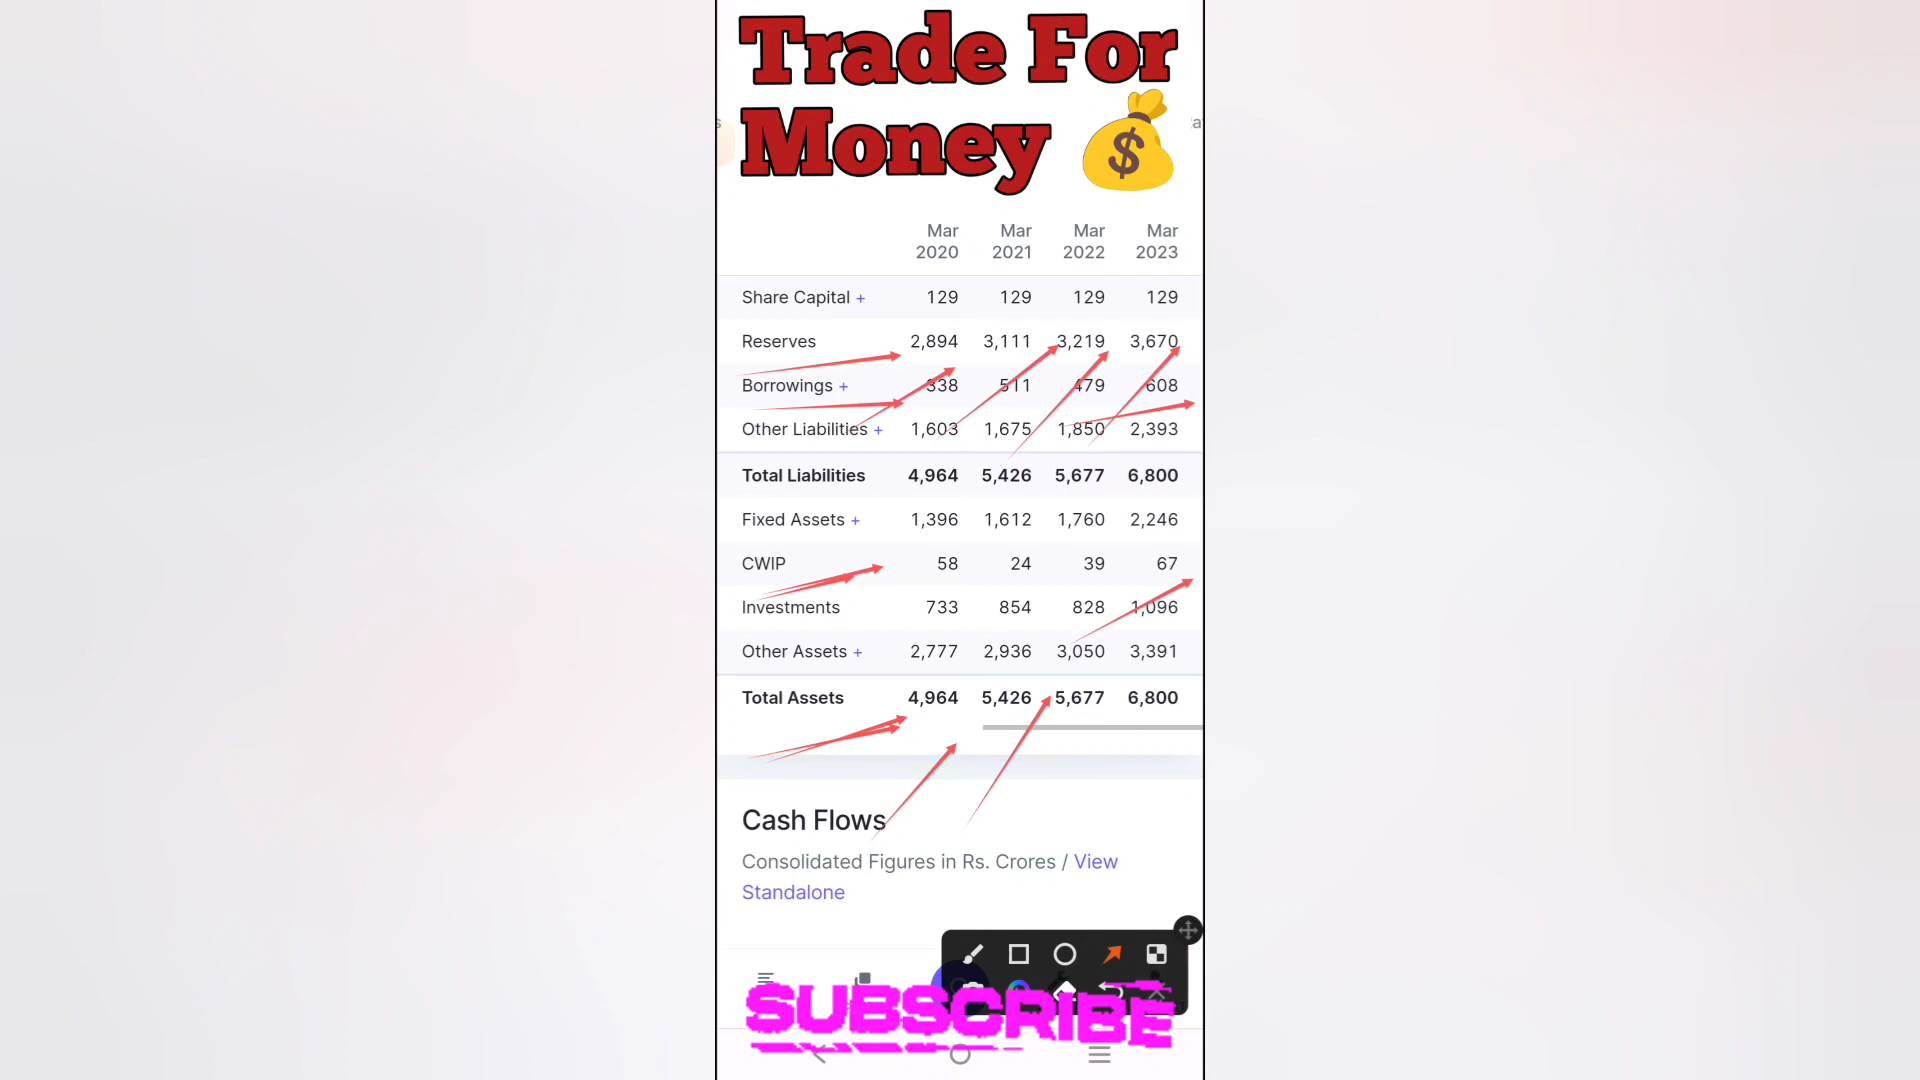 Trade For
Money
Mar Mar Mar Mar
2020 2021 2022 2023
Share Capital + 129 129 129 129
Reserves 2,894 3,111 3,219 3,670
Borrowings + 338 511 479 608
Other Liabilities + 1,603 1,675 1,850 2,393
Total Liabilities 4,964 5,426 5,677 6,800
Fixed Assets + 1,396 1,612 1,760 2,246
CWIP 58 24 39 67
Investments 733 854 828 1,096
Other Assets + 2,777 2,936 3,050 3,391
Total Assets 4,964 5,426 5,677 6,800
Cash Flows
Consolidated Figures in Rs. Crores / View
Standalone
SUBSCRIBE